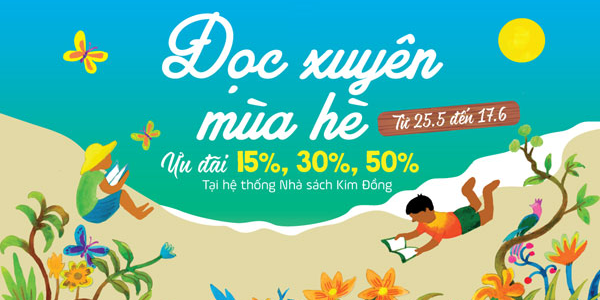 Đọc xuyên
mùa hè
Từ 25.5 đến 17.6
Ưu đãi 15%, 30%, 50%
Tại hệ thống Nhà sách Kim Đồng